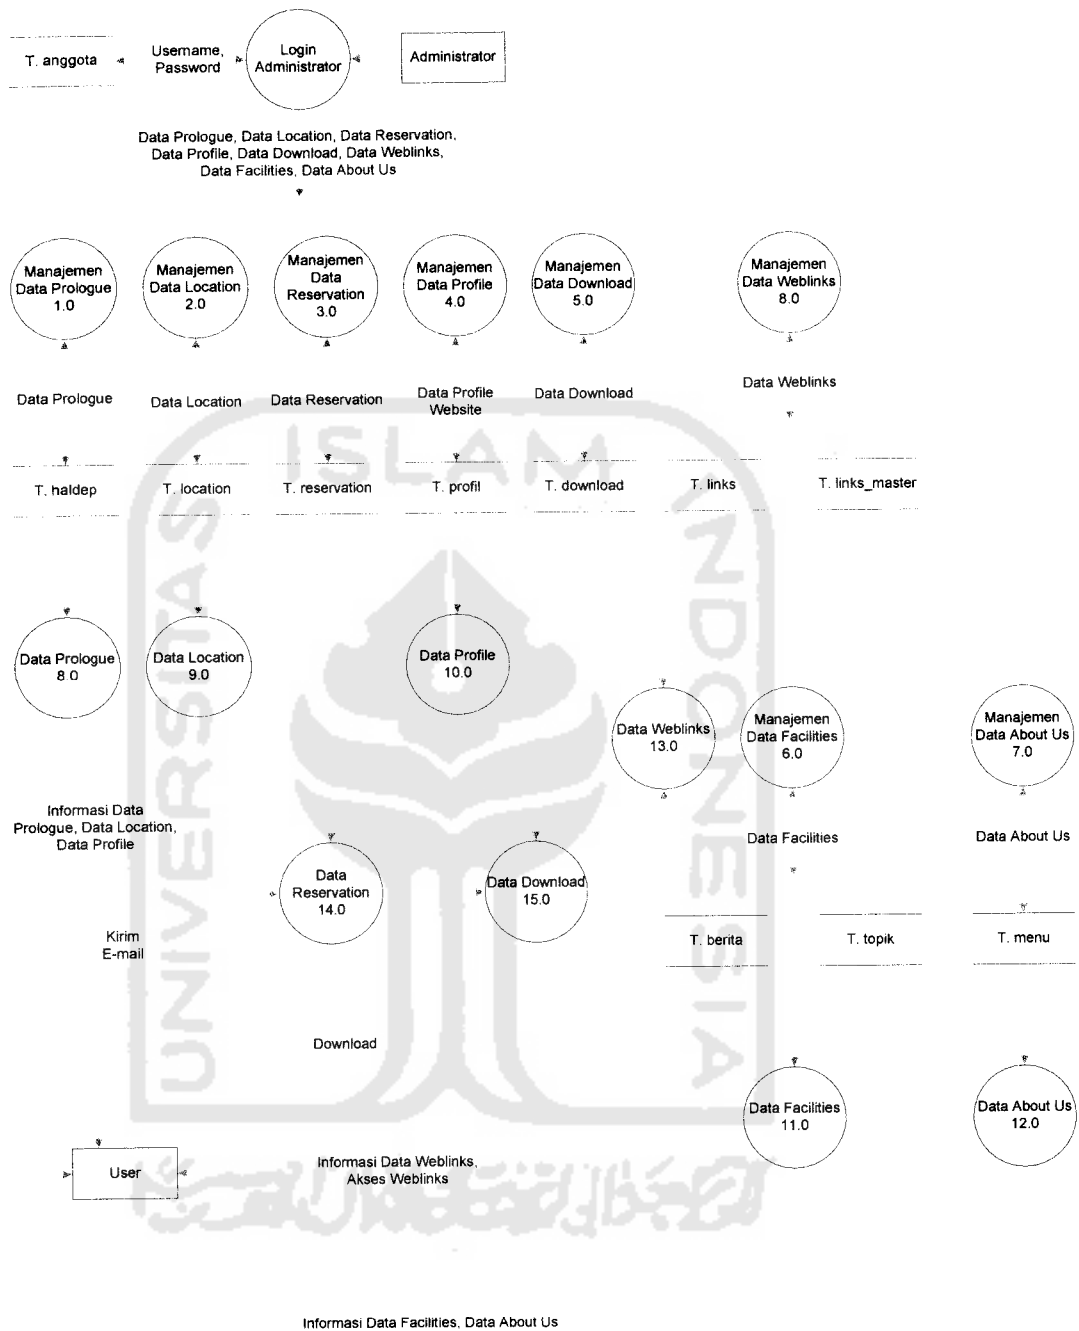 T. anggota
Username,
Password
Login
Administrator
Administrator
Data Prologue, Data Location, Data Reservation,
Data Profile, Data Download, Data Weblinks,
Data Facilities, Data About Us
Manajemen
Data Prologue
1.0
Manajemen
Data Location
2.0
Manajemen
Data
Reservation
3.0
Manajemen
Data Profile
4.0
Manajemen
Data Download
5.0
Manajemen
Data Weblinks
8.0
Data Prologue
Data Location
Data Reservation
Data Profile
Website
Data Download
Data Weblinks
T. haldep
T. location
T. reservation
T. profil
T. download
T. links
T. links_master
Data Prologue
8.0
Data Location
9.0
Data Profile
10.0
Data Weblinks
13.0
Manajemen
Data Facilities
6.0
Manajemen
Data About Us
7.0
Informasi Data
Prologue, Data Location,
Data Profile
Data Facilities
Data About Us
Data
Reservation
14.0
Data Download
15.0
T. berita
T. topik
T. menu
Kirim
E-mail
Download
Data Facilities
11.0
Data About Us
12.0
User
Informasi Data Weblinks,
Akses Weblinks
Informasi Data Facilities, Data About Us
UNIVERSITAS
ISLAM
INDONESIA